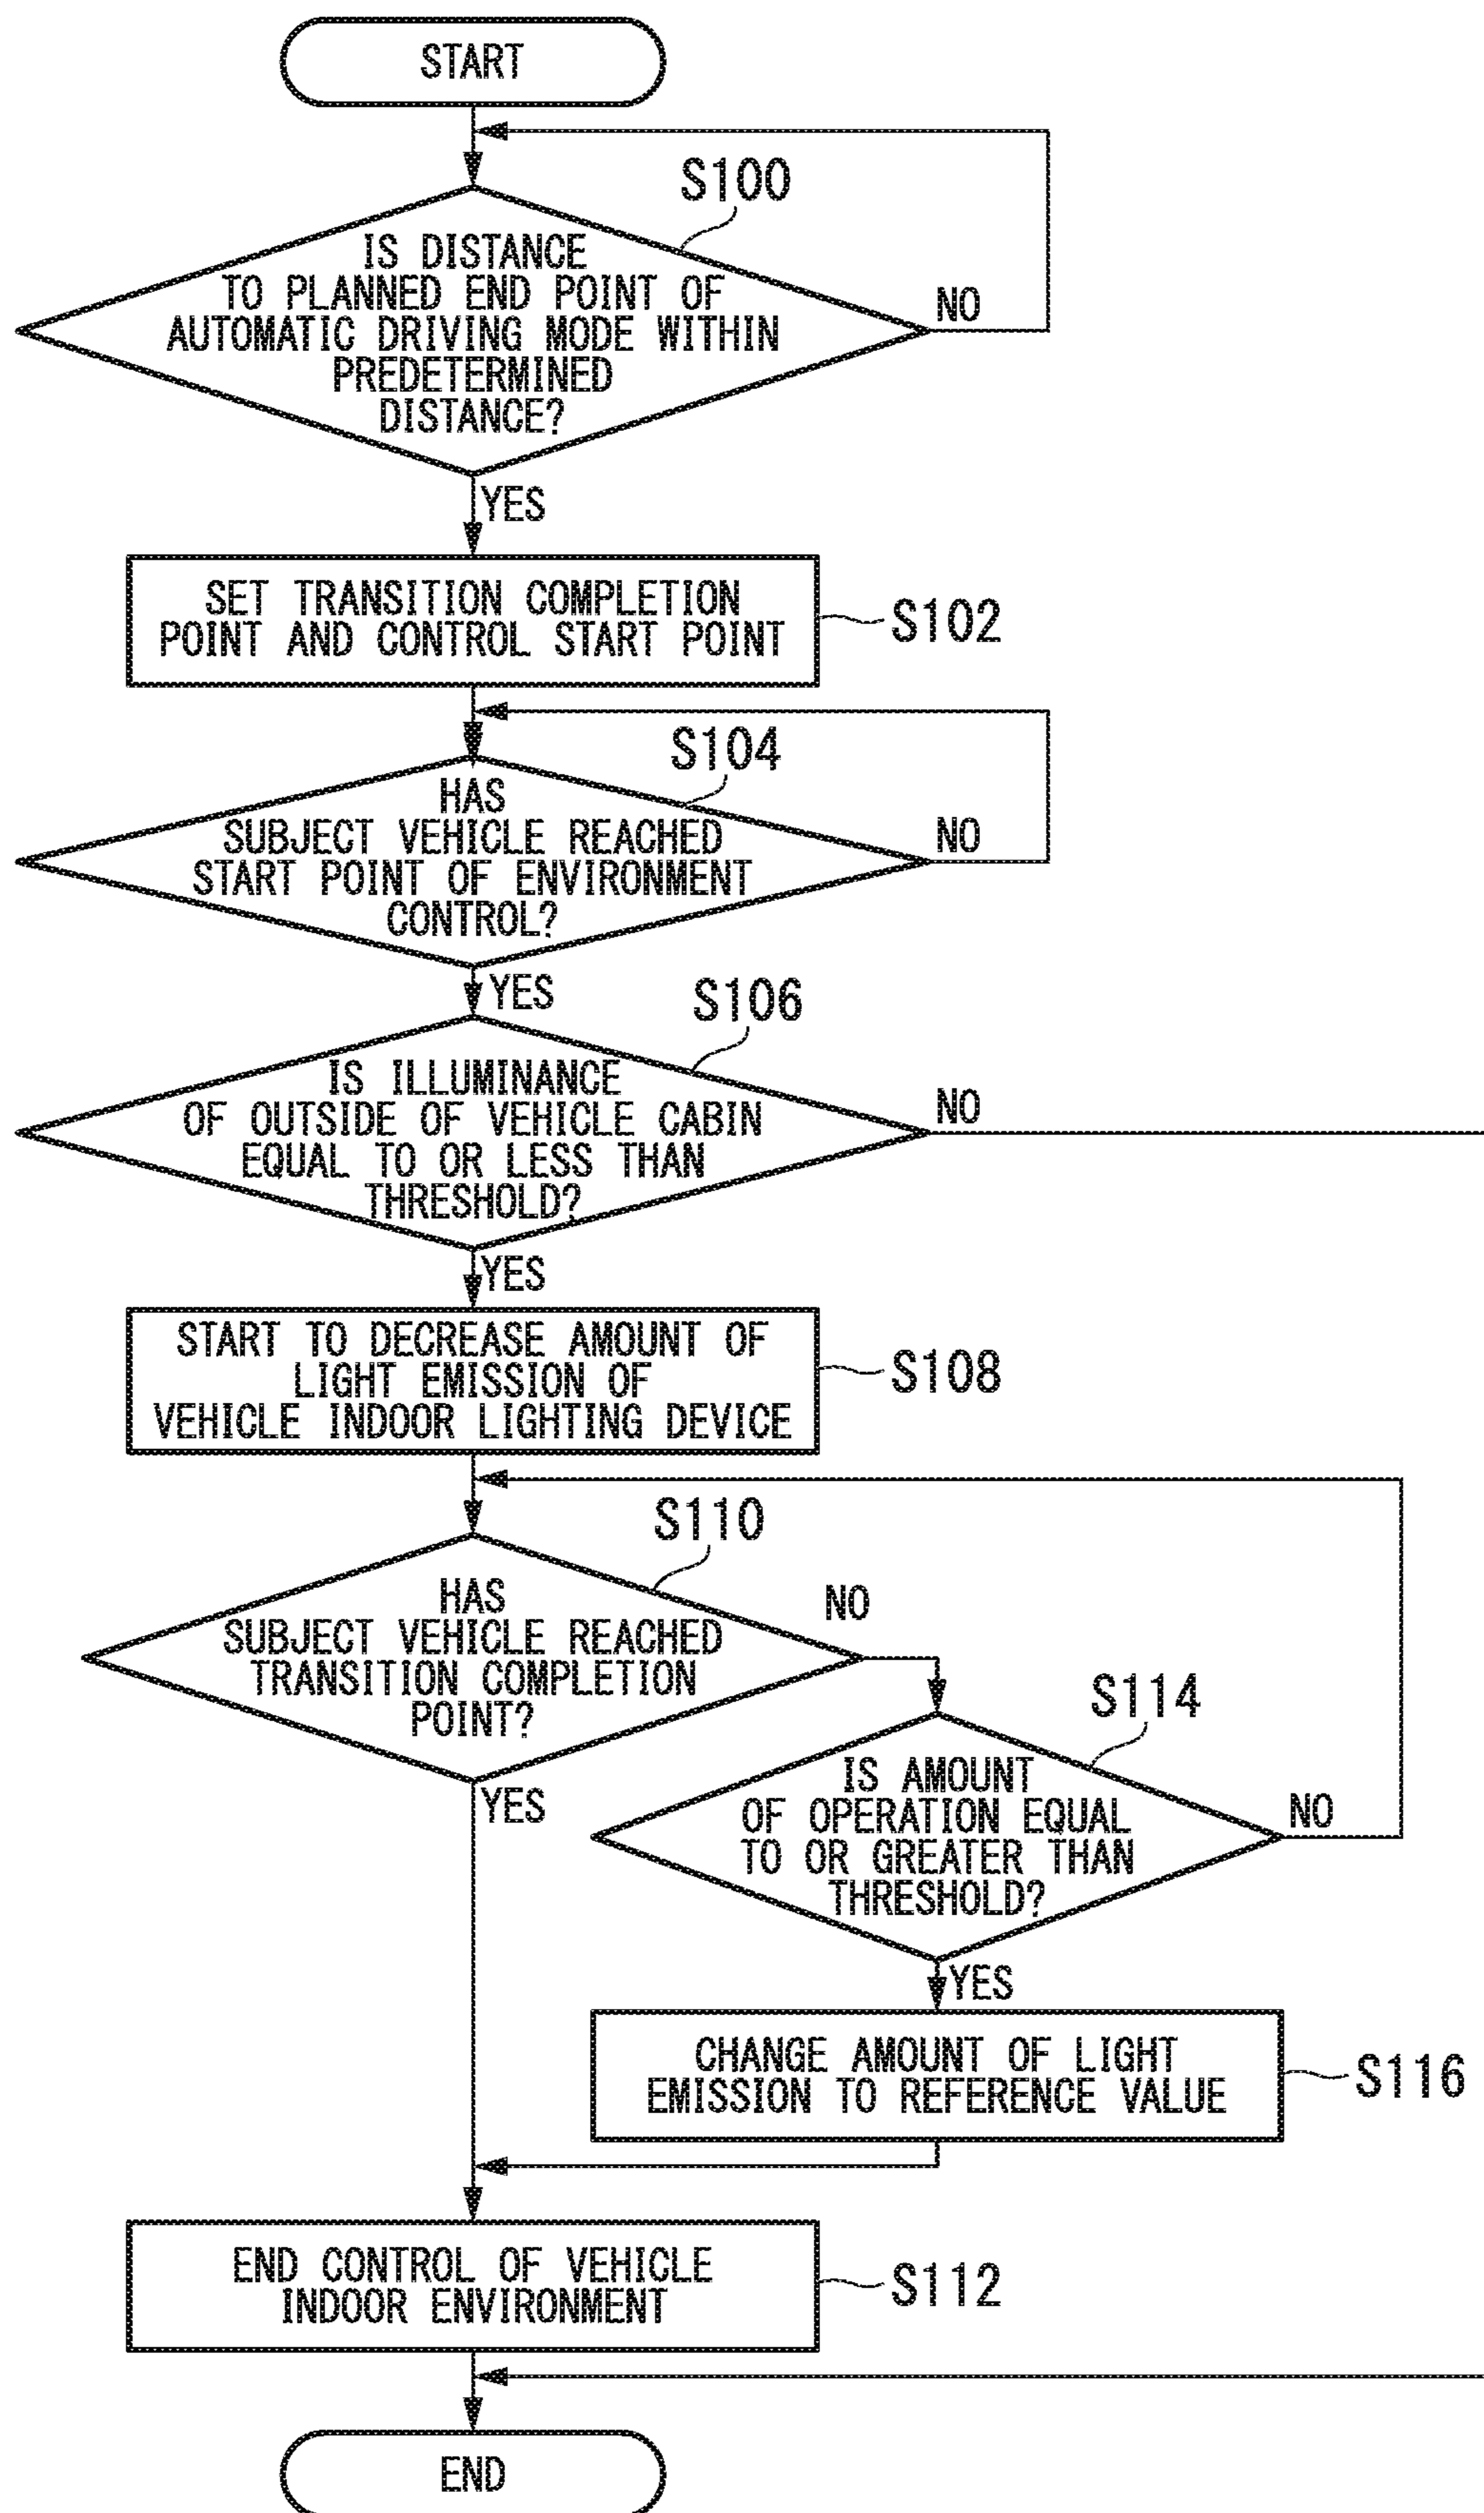 START
S100
IS DISTANCE
TO PLANNED END POINT OF
AUTOMATIC DRIVING MODE WITHIN
PREDETERMINED
DISTANCE?
NO
YES
SET TRANSITION COMPLETION
POINT AND CONTROL START POINT
S102
S104
HAS
SUBJECT VEHICLE REACHED
START POINT OF ENVIRONMENT
CONTROL?
NO
YES
S106
IS ILLUMINANCE
OF OUTSIDE OF VEHICLE CABIN
EQUAL TO OR LESS THAN
THRESHOLD?
NO
YES
START TO DECREASE AMOUNT OF
LIGHT EMISSION OF
VEHICLE INDOOR LIGHTING DEVICE
S108
S110
HAS
SUBJECT VEHICLE REACHED
TRANSITION COMPLETION
POINT?
NO
YES
S114
IS AMOUNT
OF OPERATION EQUAL
TO OR GREATER THAN
THRESHOLD?
NO
YES
CHANGE AMOUNT OF LIGHT
EMISSION TO REFERENCE VALUE
S116
END CONTROL OF VEHICLE
INDOOR ENVIRONMENT
S112
END